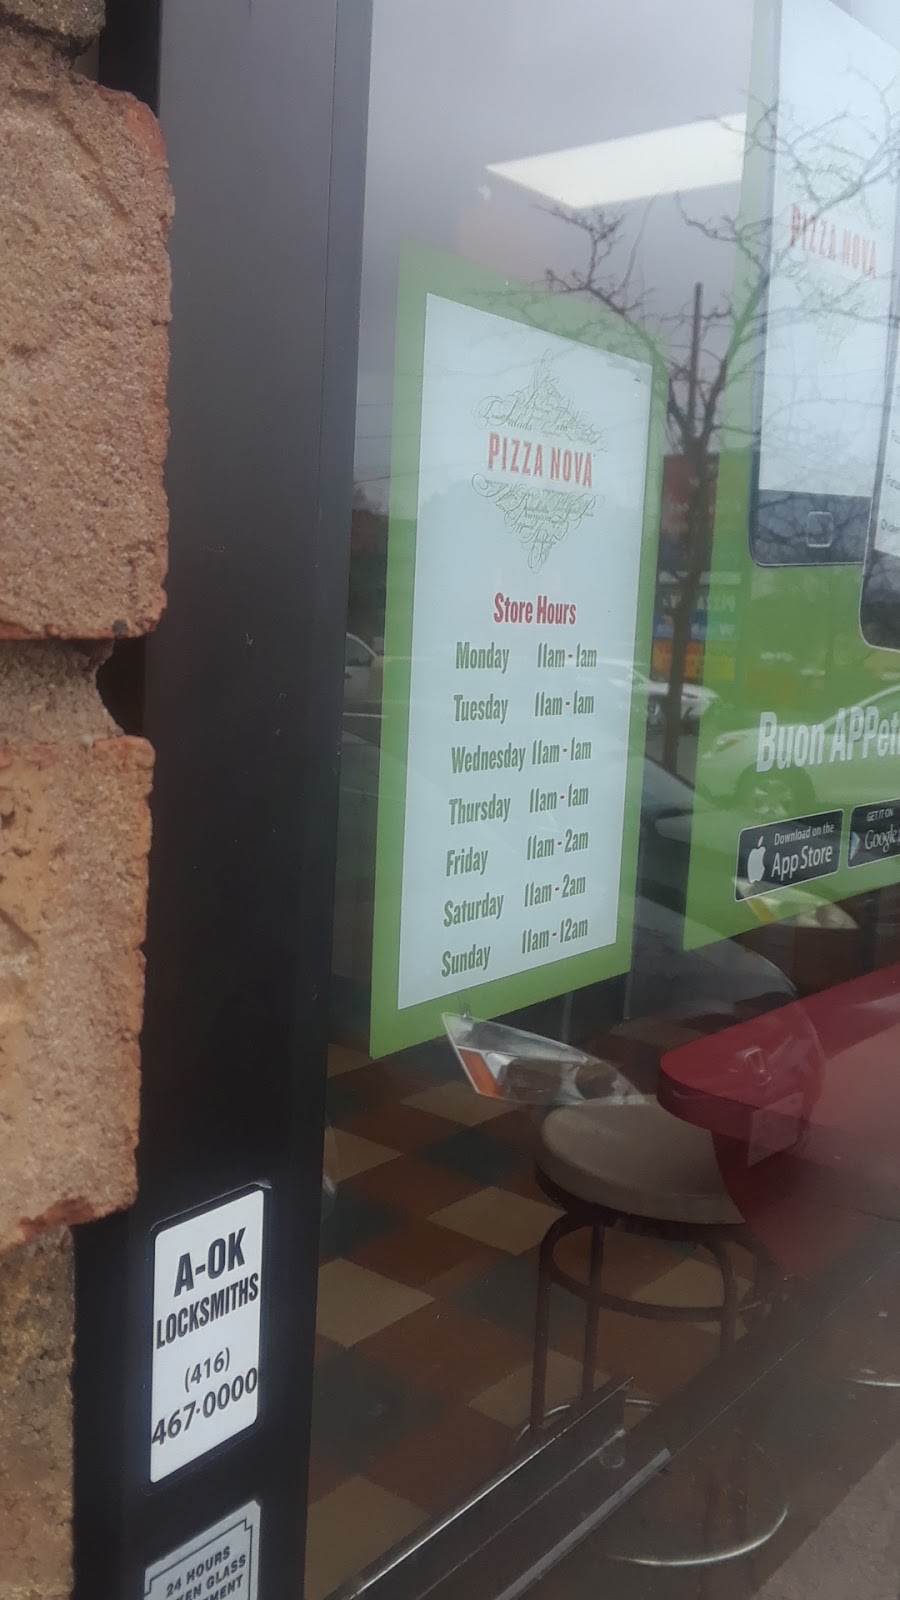 PIZZA NOVA
Store Hours
Monday 11am - 1am
Tuesday 11am - 1am
Wednesday 11am - 1am
Thursday 11am - 1am
Friday 11am - 2am
Saturday 11am - 2am
Sunday 11am - 12am
PIZZA NOVA
Buon APPet
Download on the
App Store
GET IT ON
Google
A-OK
LOCKSMITHS
(416)
467-0000
24 HOURS
GLASS